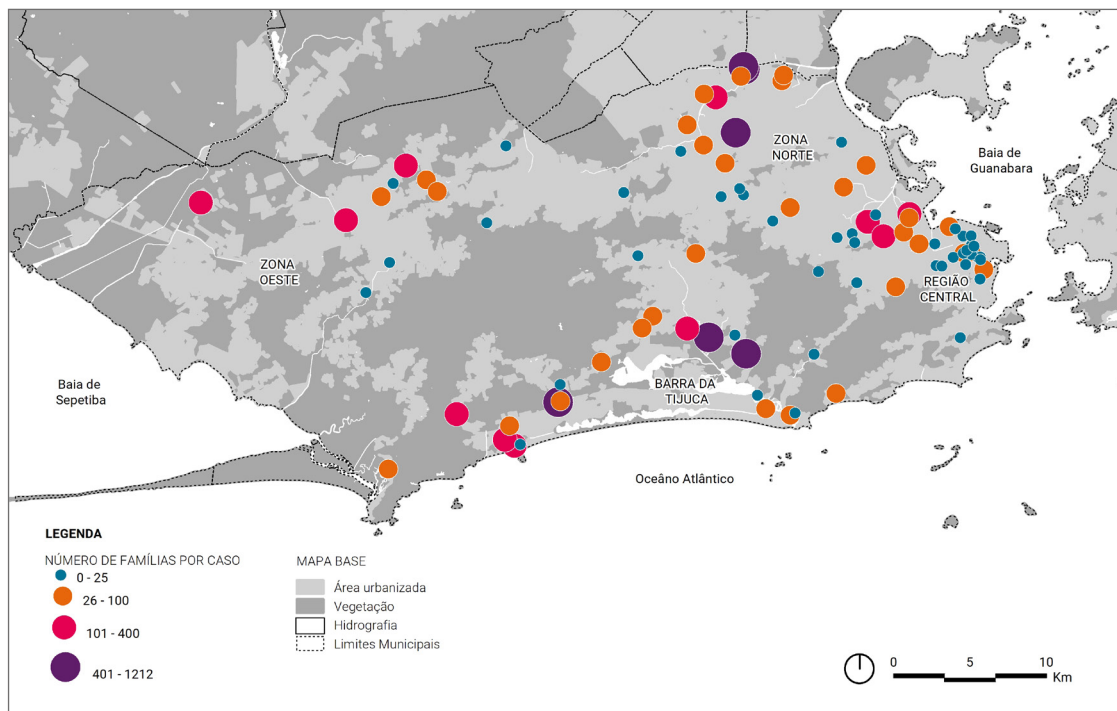 ZONA
NORTE
Baia de
Guanabara
ZONA
OESTE
REGIÃO
CENTRAL
Baia de
Sepetiba
BARRA DA
TIJUCA
Oceâno Atlântico
LEGENDA
NÚMERO DE FAMÍLIAS POR CASO
0 - 25
26 - 100
101 - 400
401 - 1212
MAPA BASE
Área urbanizada
Vegetação
Hidrografia
Limites Municipais
0 5 10
Km